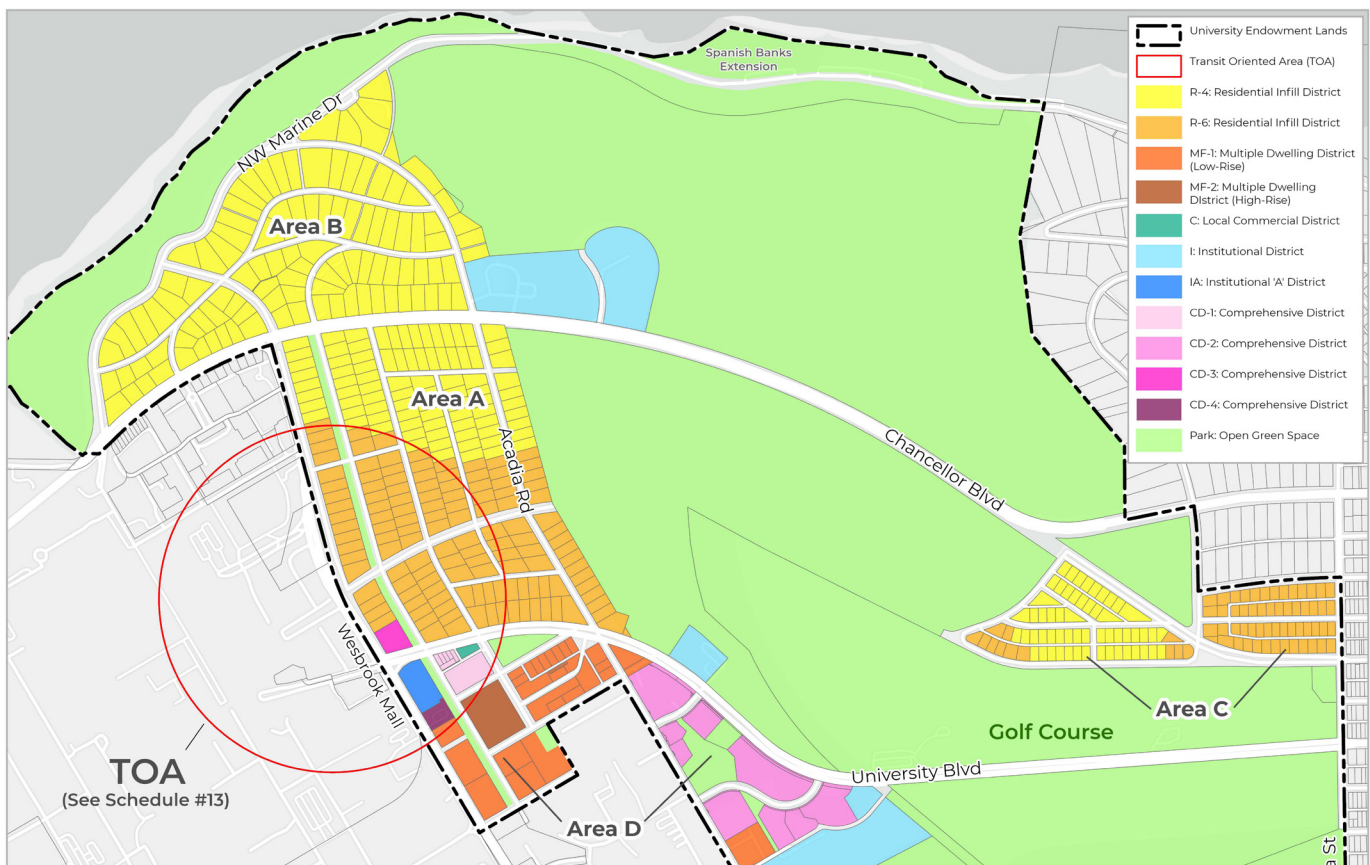 Spanish Banks
Extension
NW Marine Dr
Area B
Area A
Acadia Rd
Chancellor Blvd
Wesbrook Mall
Area C
Golf Course
University Blvd
TOA
(See Schedule #13)
Area D
a St
University Endowment Lands
Transit Oriented Area (TOA)
R-4: Residential Infill District
R-6: Residential Infill District
MF-1: Multiple Dwelling District
(Low-Rise)
MF-2: Multiple Dwelling
DIstrict (High-Rise)
C: Local Commercial District
I: Institutional District
IA: Institutional 'A' District
CD-1: Comprehensive District
CD-2: Comprehensive District
CD-3: Comprehensive District
CD-4: Comprehensive District
Park: Open Green Space